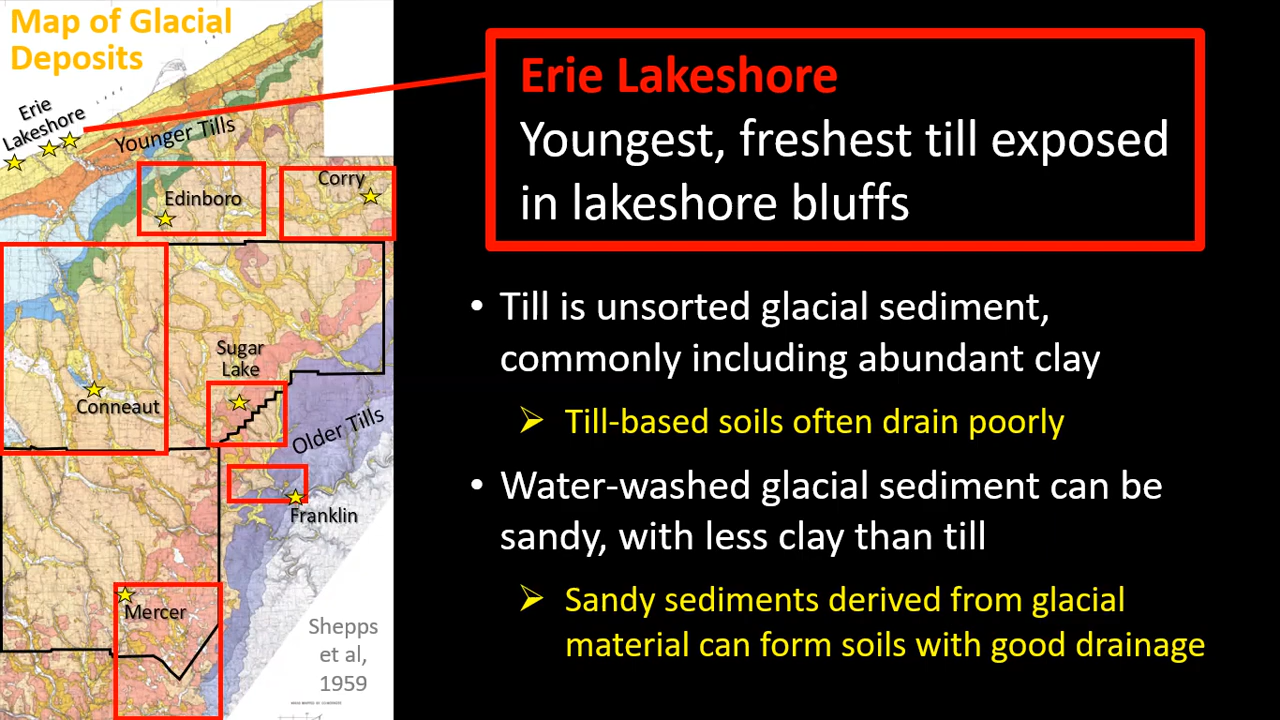 Map of Glacial
Deposits
Erie
Lakeshore
Younger Tills
Edinboro
Corry
Sugar
Lake
Conneaut
Older Tills
Franklin
Mercer
Shepps
et al,
1959
Erie Lakeshore
Youngest, freshest till exposed
in lakeshore bluffs
• Till is unsorted glacial sediment,
commonly including abundant clay
➢ Till-based soils often drain poorly
• Water-washed glacial sediment can be
sandy, with less clay than till
➢ Sandy sediments derived from glacial
material can form soils with good drainage